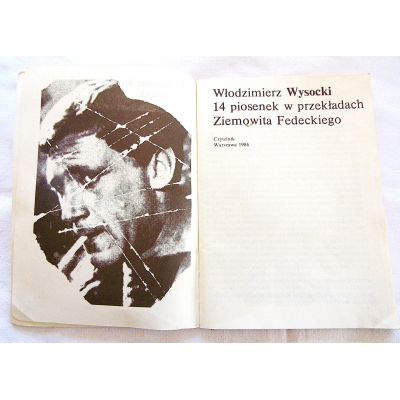 Włodzimierz Wysocki
14 piosenek w przekładach
Ziemowita Fedeckiego
Czytelnik
Warszawa 1986